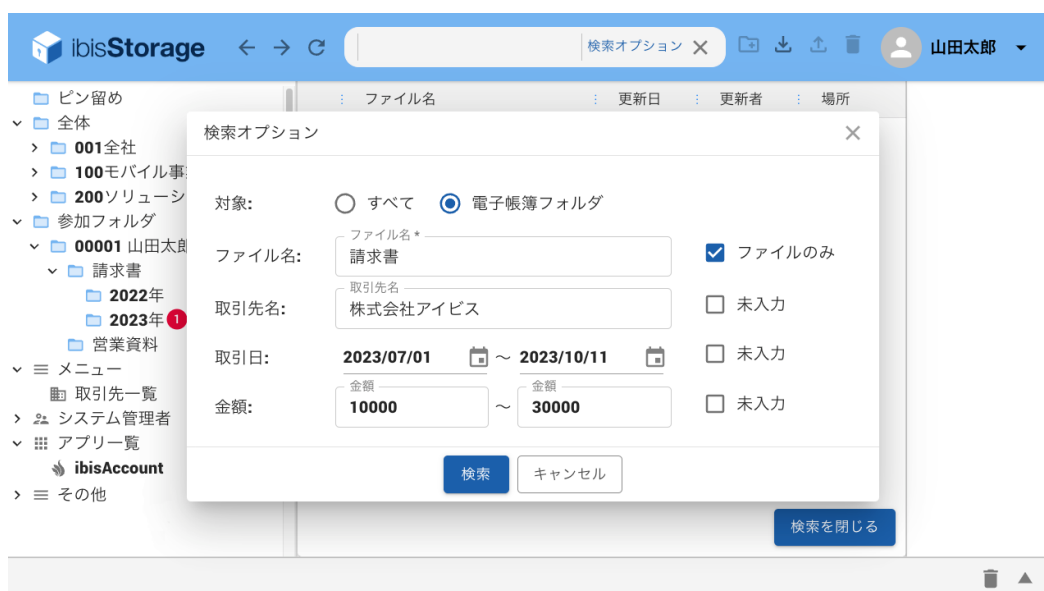 ibisStorage
検索オプション
山田太郎
ピン留め
全体
001全社
100モバイル事
200ソリューシ
参加フォルダ
00001 山田太郎
請求書
2022年
2023年 1
営業資料
メニュー
取引先一覧
システム管理者
アプリ一覧
ibisAccount
その他
ファイル名 更新日 更新者 場所
検索オプション
対象: すべて 電子帳簿フォルダ
ファイル名 *
ファイル名: 請求書 ファイルのみ
取引先名
取引先名: 株式会社アイビス 未入力
取引日: 2023/07/01 ～ 2023/10/11 未入力
金額 金額
金額: 10000 ～ 30000 未入力
検索 キャンセル
検索を閉じる